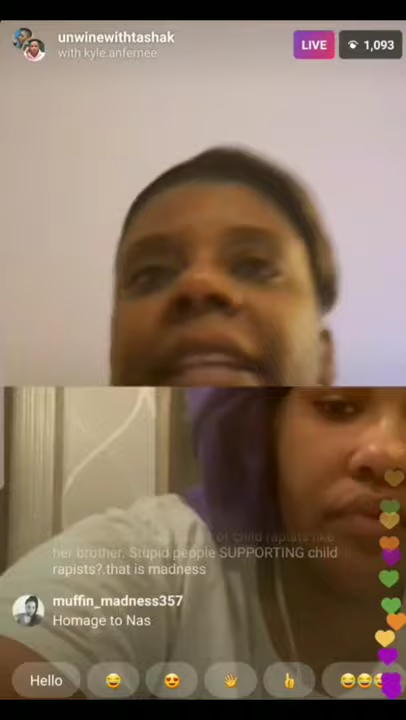 unwinewithtashak
with kyle.anfernee
LIVE
1,093
of child rapists like
her brother. Stupid people SUPPORTING child
rapists?.that is madness
muffin_madness357
Homage to Nas
Hello